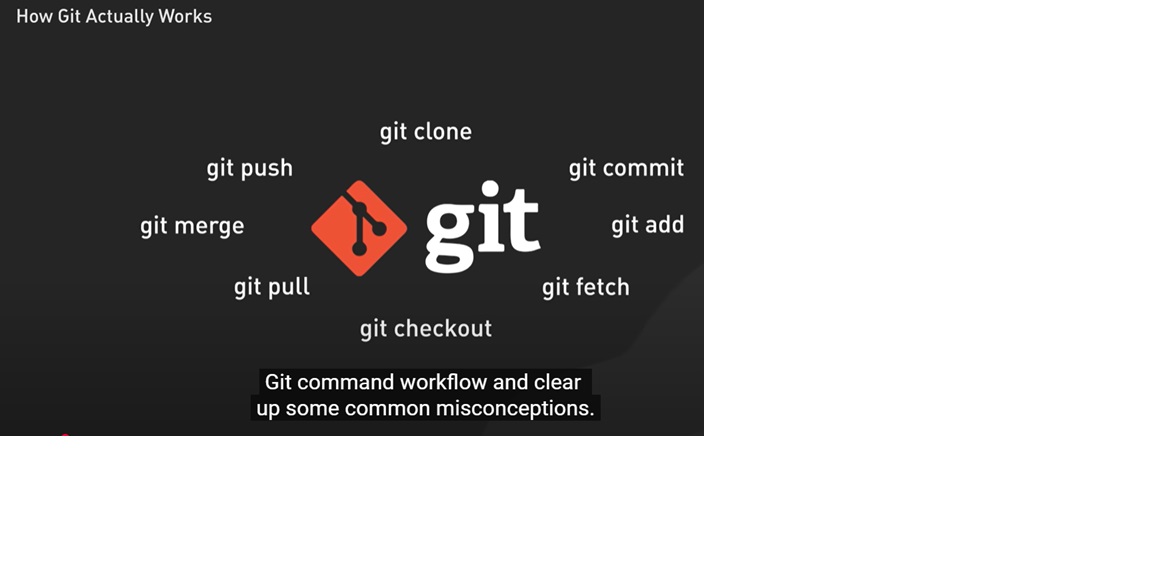 How Git Actually Works
git clone
git push
git commit
git merge
git
git add
git pull
git fetch
git checkout
Git command workflow and clear
up some common misconceptions.